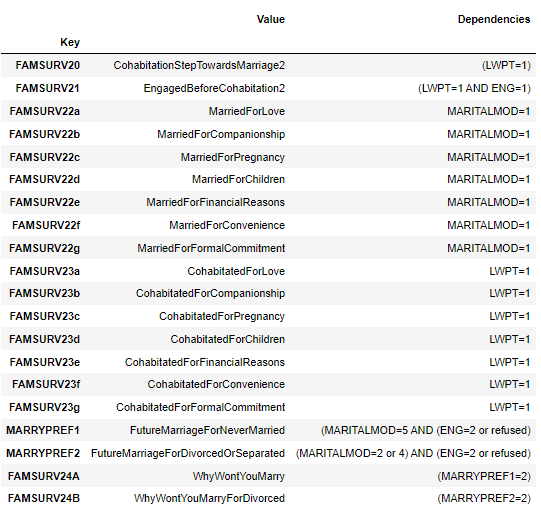 Value Dependencies
Key
FAMSURV20 CohabitationStepTowardsMarriage2 (LWPT=1)
FAMSURV21 EngagedBeforeCohabitation2 (LWPT=1 AND ENG=1)
FAMSURV22a MarriedForLove MARITALMOD=1
FAMSURV22b MarriedForCompanionship MARITALMOD=1
FAMSURV22c MarriedForPregnancy MARITALMOD=1
FAMSURV22d MarriedForChildren MARITALMOD=1
FAMSURV22e MarriedForFinancialReasons MARITALMOD=1
FAMSURV22f MarriedForConvenience MARITALMOD=1
FAMSURV22g MarriedForFormalCommitment MARITALMOD=1
FAMSURV23a CohabitatedForLove LWPT=1
FAMSURV23b CohabitatedForCompanionship LWPT=1
FAMSURV23c CohabitatedForPregnancy LWPT=1
FAMSURV23d CohabitatedForChildren LWPT=1
FAMSURV23e CohabitatedForFinancialReasons LWPT=1
FAMSURV23f CohabitatedForConvenience LWPT=1
FAMSURV23g CohabitatedForFormalCommitment LWPT=1
MARRYPREF1 FutureMarriageForNeverMarried (MARITALMOD=5 AND (ENG=2 or refused)
MARRYPREF2 FutureMarriageForDivorcedOrSeparated (MARITALMOD=2 or 4) AND (ENG=2 or refused)
FAMSURV24A WhyWontYouMarry (MARRYPREF1=2)
FAMSURV24B WhyWontYouMarryForDivorced (MARRYPREF2=2)